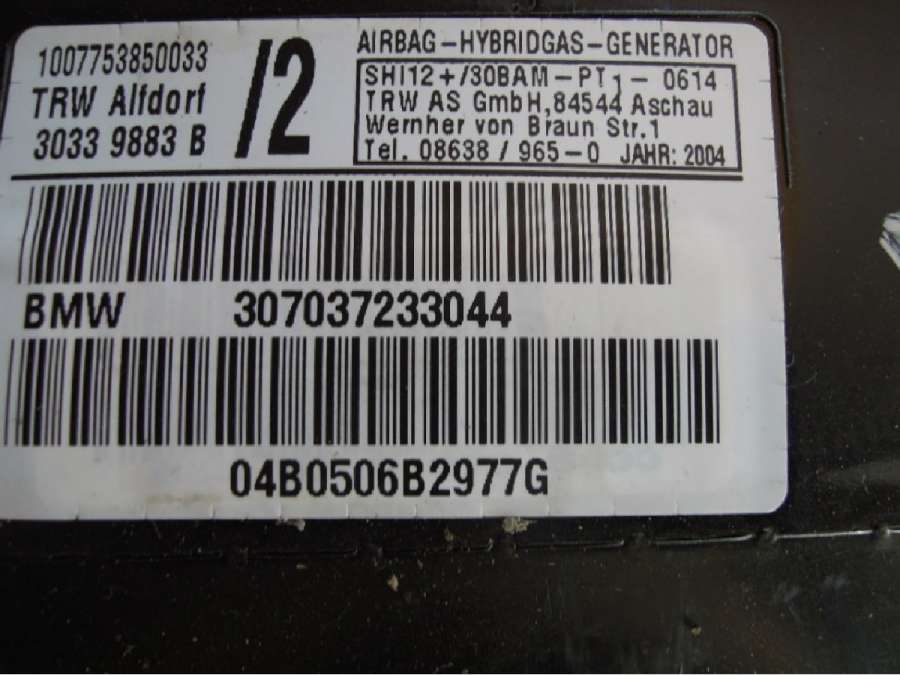 1007753850033
TRW Alfdorf
3033 9883 B
/2
AIRBAG-HYBRIDGAS-GENERATOR
SHI12+/30BAM-PT1-0614
TRW AS GmbH,84544 Aschau
Wernher von Braun Str.1
Tel. 08638 / 965-0 JAHR: 2004
BMW 307037233044
04B0506B2977G